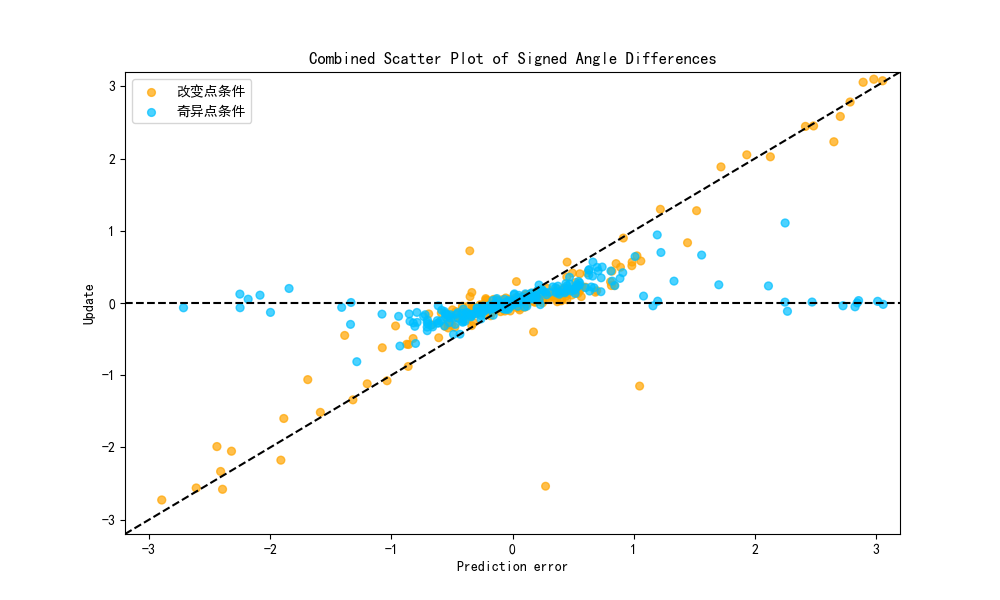 Combined Scatter Plot of Signed Angle Differences
改变点条件
奇异点条件
Update
3
2
1
0
−1
−2
−3
−3
−2
−1
0
1
2
3
Prediction error